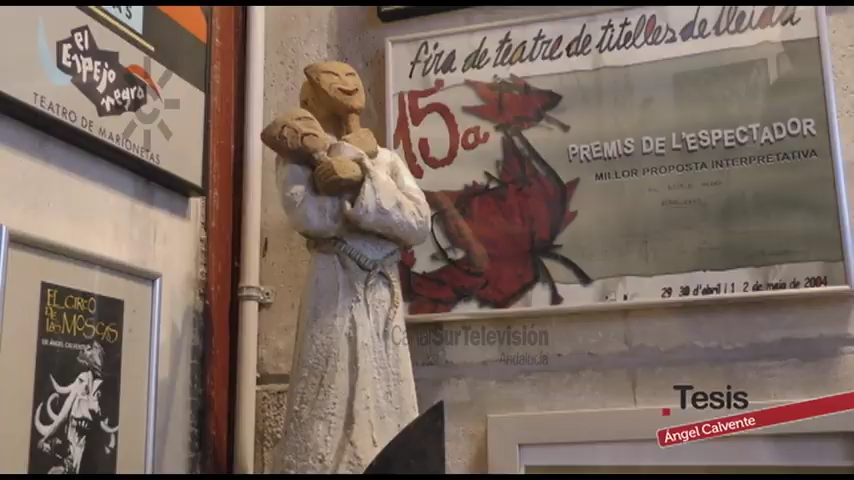 el
Espejo
negro
TEATRO DE MARIONETAS
EL CIRCO
DE
LAS MOSCAS
DE ÁNGEL CALVENTE
fira de teatre de titelles de lleida
15a
PREMIS DE L'ESPECTADOR
MILLOR PROPOSTA INTERPRETATIVA
29, 30 d'abril i 1, 2 de maig de 2004
CanalSurTelevisión
Andalucía
Tesis
Ángel Calvente